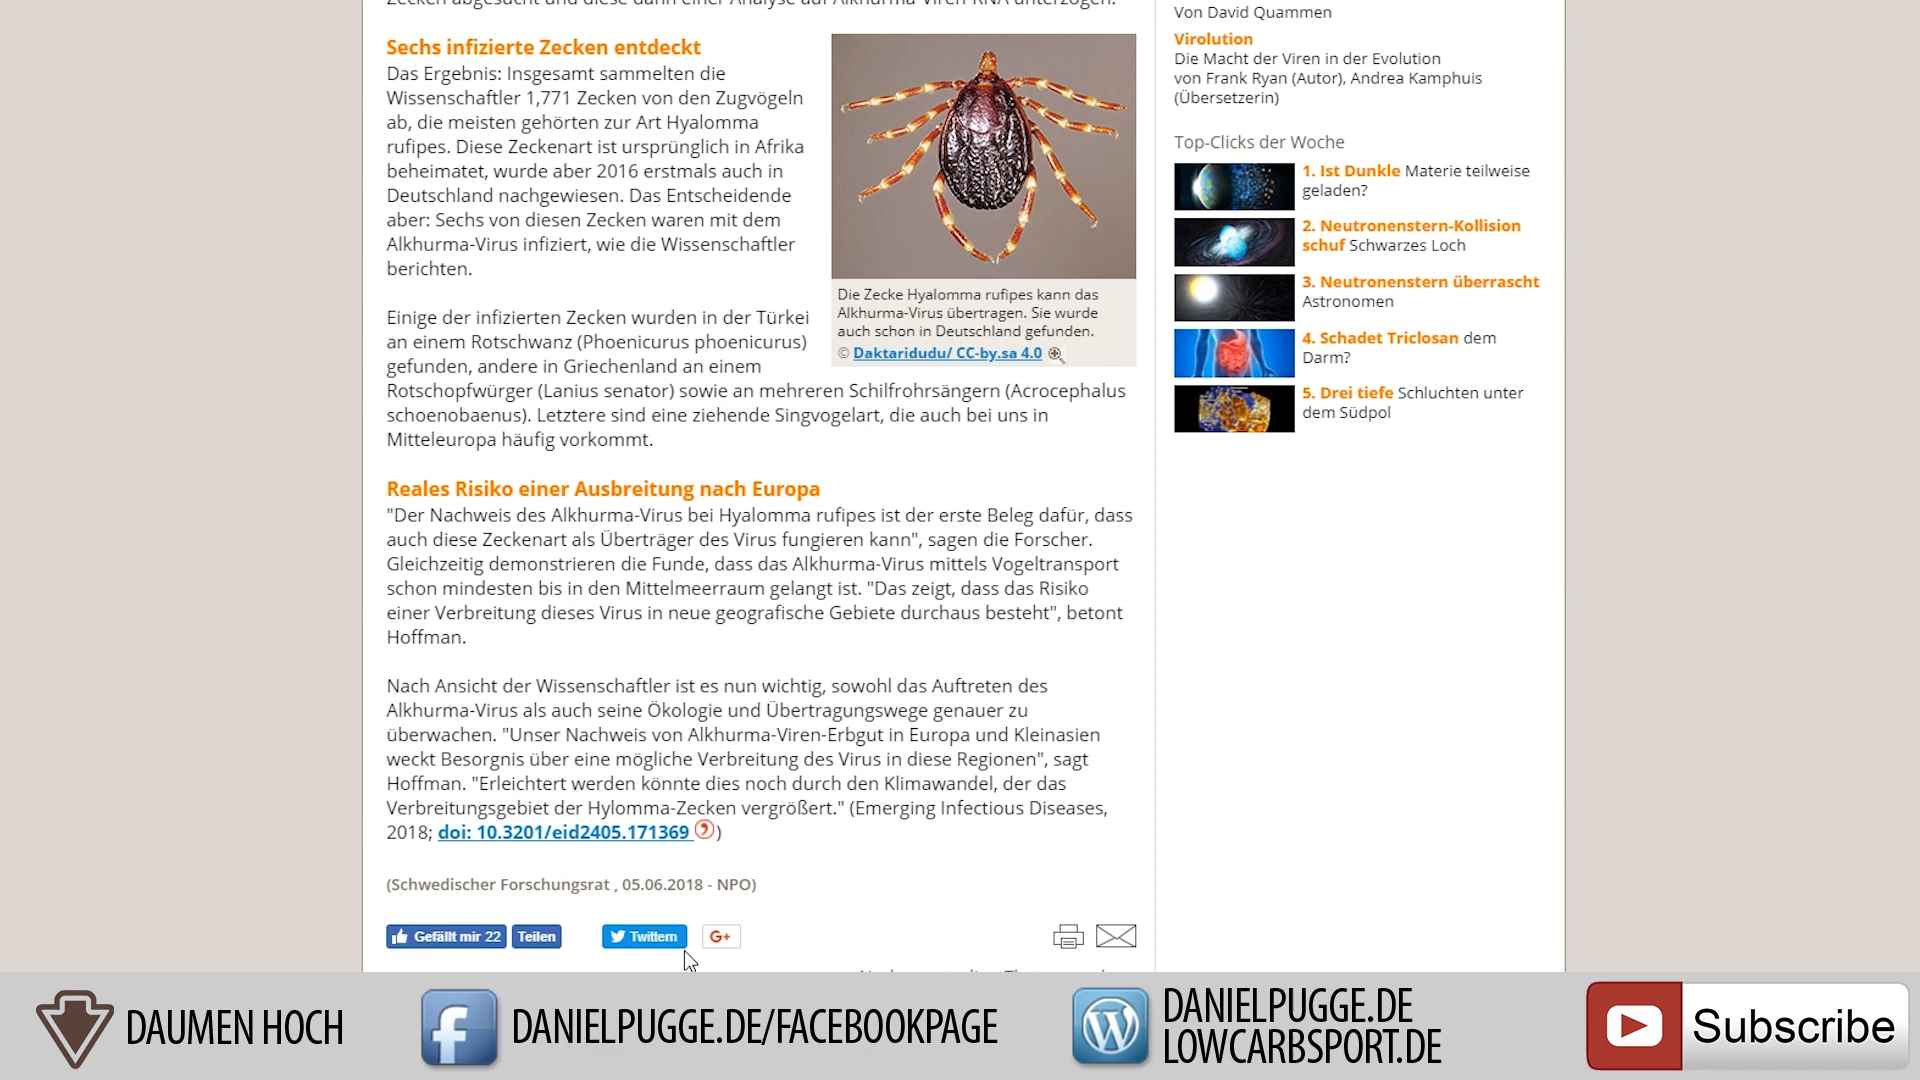 Zecken abgesucht und diese dann einer Analyse auf Alkhurma-Viren-RNA unterzogen.
Sechs infizierte Zecken entdeckt
Das Ergebnis: Insgesamt sammelten die
Wissenschaftler 1,771 Zecken von den Zugvögeln
ab, die meisten gehörten zur Art Hyalomma
rufipes. Diese Zeckenart ist ursprünglich in Afrika
beheimatet, wurde aber 2016 erstmals auch in
Deutschland nachgewiesen. Das Entscheidende
aber: Sechs von diesen Zecken waren mit dem
Alkhurma-Virus infiziert, wie die Wissenschaftler
berichten.
Die Zecke Hyalomma rufipes kann das
Alkhurma-Virus übertragen. Sie wurde
auch schon in Deutschland gefunden.
© Daktaridudu/ CC-by.sa 4.0
Einige der infizierten Zecken wurden in der Türkei
an einem Rotschwanz (Phoenicurus phoenicurus)
gefunden, andere in Griechenland an einem
Rotschopfwürger (Lanius senator) sowie an mehreren Schilfrohrsängern (Acrocephalus
schoenobaenus). Letztere sind eine ziehende Singvogelart, die auch bei uns in
Mitteleuropa häufig vorkommt.
Reales Risiko einer Ausbreitung nach Europa
"Der Nachweis des Alkhurma-Virus bei Hyalomma rufipes ist der erste Beleg dafür, dass
auch diese Zeckenart als Überträger des Virus fungieren kann", sagen die Forscher.
Gleichzeitig demonstrieren die Funde, dass das Alkhurma-Virus mittels Vogeltransport
schon mindesten bis in den Mittelmeerraum gelangt ist. "Das zeigt, dass das Risiko
einer Verbreitung dieses Virus in neue geografische Gebiete durchaus besteht", betont
Hoffman.
Nach Ansicht der Wissenschaftler ist es nun wichtig, sowohl das Auftreten des
Alkhurma-Virus als auch seine Ökologie und Übertragungswege genauer zu
überwachen. "Unser Nachweis von Alkhurma-Viren-Erbgut in Europa und Kleinasien
weckt Besorgnis über eine mögliche Verbreitung des Virus in diese Regionen", sagt
Hoffman. "Erleichtert werden könnte dies noch durch den Klimawandel, der das
Verbreitungsgebiet der Hylomma-Zecken vergrößert." (Emerging Infectious Diseases,
2018; doi: 10.3201/eid2405.171369 )
(Schwedischer Forschungsrat , 05.06.2018 - NPO)
Gefällt mir 22 Teilen Twittern G+
Von David Quammen
Virolution
Die Macht der Viren in der Evolution
von Frank Ryan (Autor), Andrea Kamphuis
(Übersetzerin)
Top-Clicks der Woche
1. Ist Dunkle Materie teilweise
geladen?
2. Neutronenstern-Kollision
schuf Schwarzes Loch
3. Neutronenstern überrascht
Astronomen
4. Schadet Triclosan dem
Darm?
5. Drei tiefe Schluchten unter
dem Südpol
DAUMEN HOCH
DANIELPUGGE.DE/FACEBOOKPAGE
DANIELPUGGE.DE
LOWCARBSPORT.DE
Subscribe